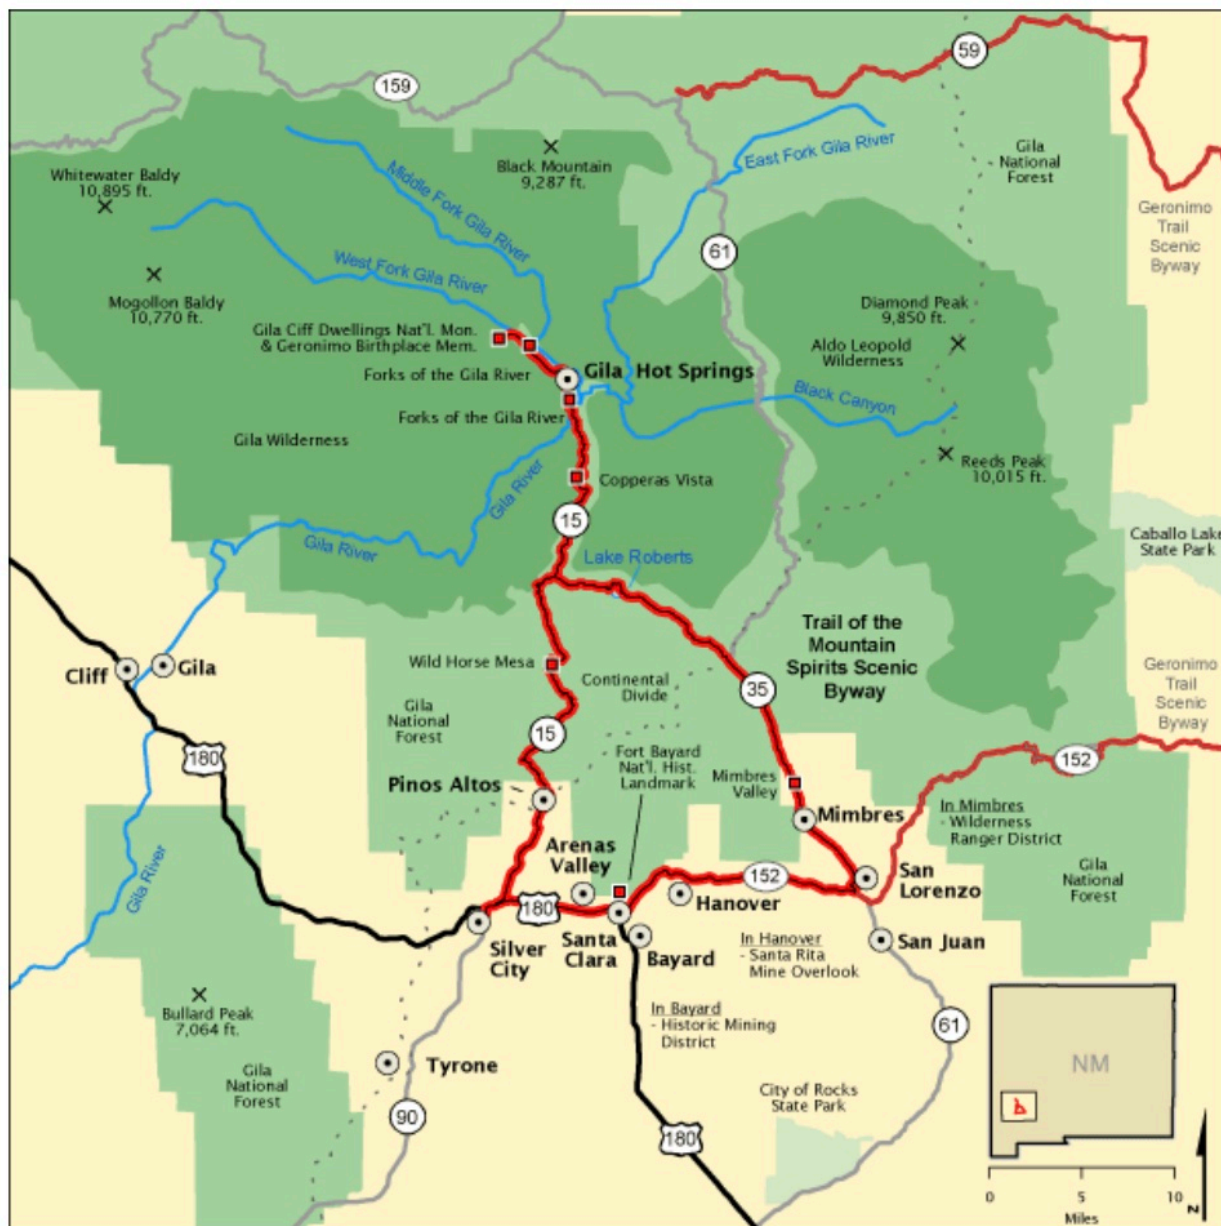 59
159
Gila
National
Forest
East Fork Gila River
Black Mountain
9,287 ft.
Whitewater Baldy
10,895 ft.
Middle Fork Gila River
Geronimo
Trail
Scenic
Byway
61
West Fork Gila River
Mogollon Baldy
10,770 ft.
Diamond Peak
9,850 ft.
Gila Ciff Dwellings Nat'l. Mon.
& Geronimo Birthplace Mem.
Aldo Leopold
Wilderness
Forks of the Gila River
Gila Hot Springs
Black Canyon
Forks of the Gila River
Gila Wilderness
Reeds Peak
10,015 ft.
Gila River
Copperas Vista
15
Gila River
Lake Roberts
Caballo Lake
State Park
Trail of the
Mountain
Spirits Scenic
Byway
Cliff
Gila
Wild Horse Mesa
Continental
Divide
35
Geronimo
Trail
Scenic
Byway
Gila
National
Forest
15
180
Fort Bayard
Nat'l. Hist.
Landmark
152
Pinos Altos
Mimbres
Valley
Mimbres
In Mimbres
- Wilderness
Ranger District
Arenas
Valley
Gila River
152
San
Lorenzo
Gila
National
Forest
180
Hanover
Silver
City
Santa
Clara
Bayard
In Hanover
- Santa Rita
Mine Overlook
San Juan
Bullard Peak
7,064 ft.
In Bayard
- Historic Mining
District
61
Tyrone
Gila
National
Forest
NM
City of Rocks
State Park
90
180
0 5 10
Miles
N